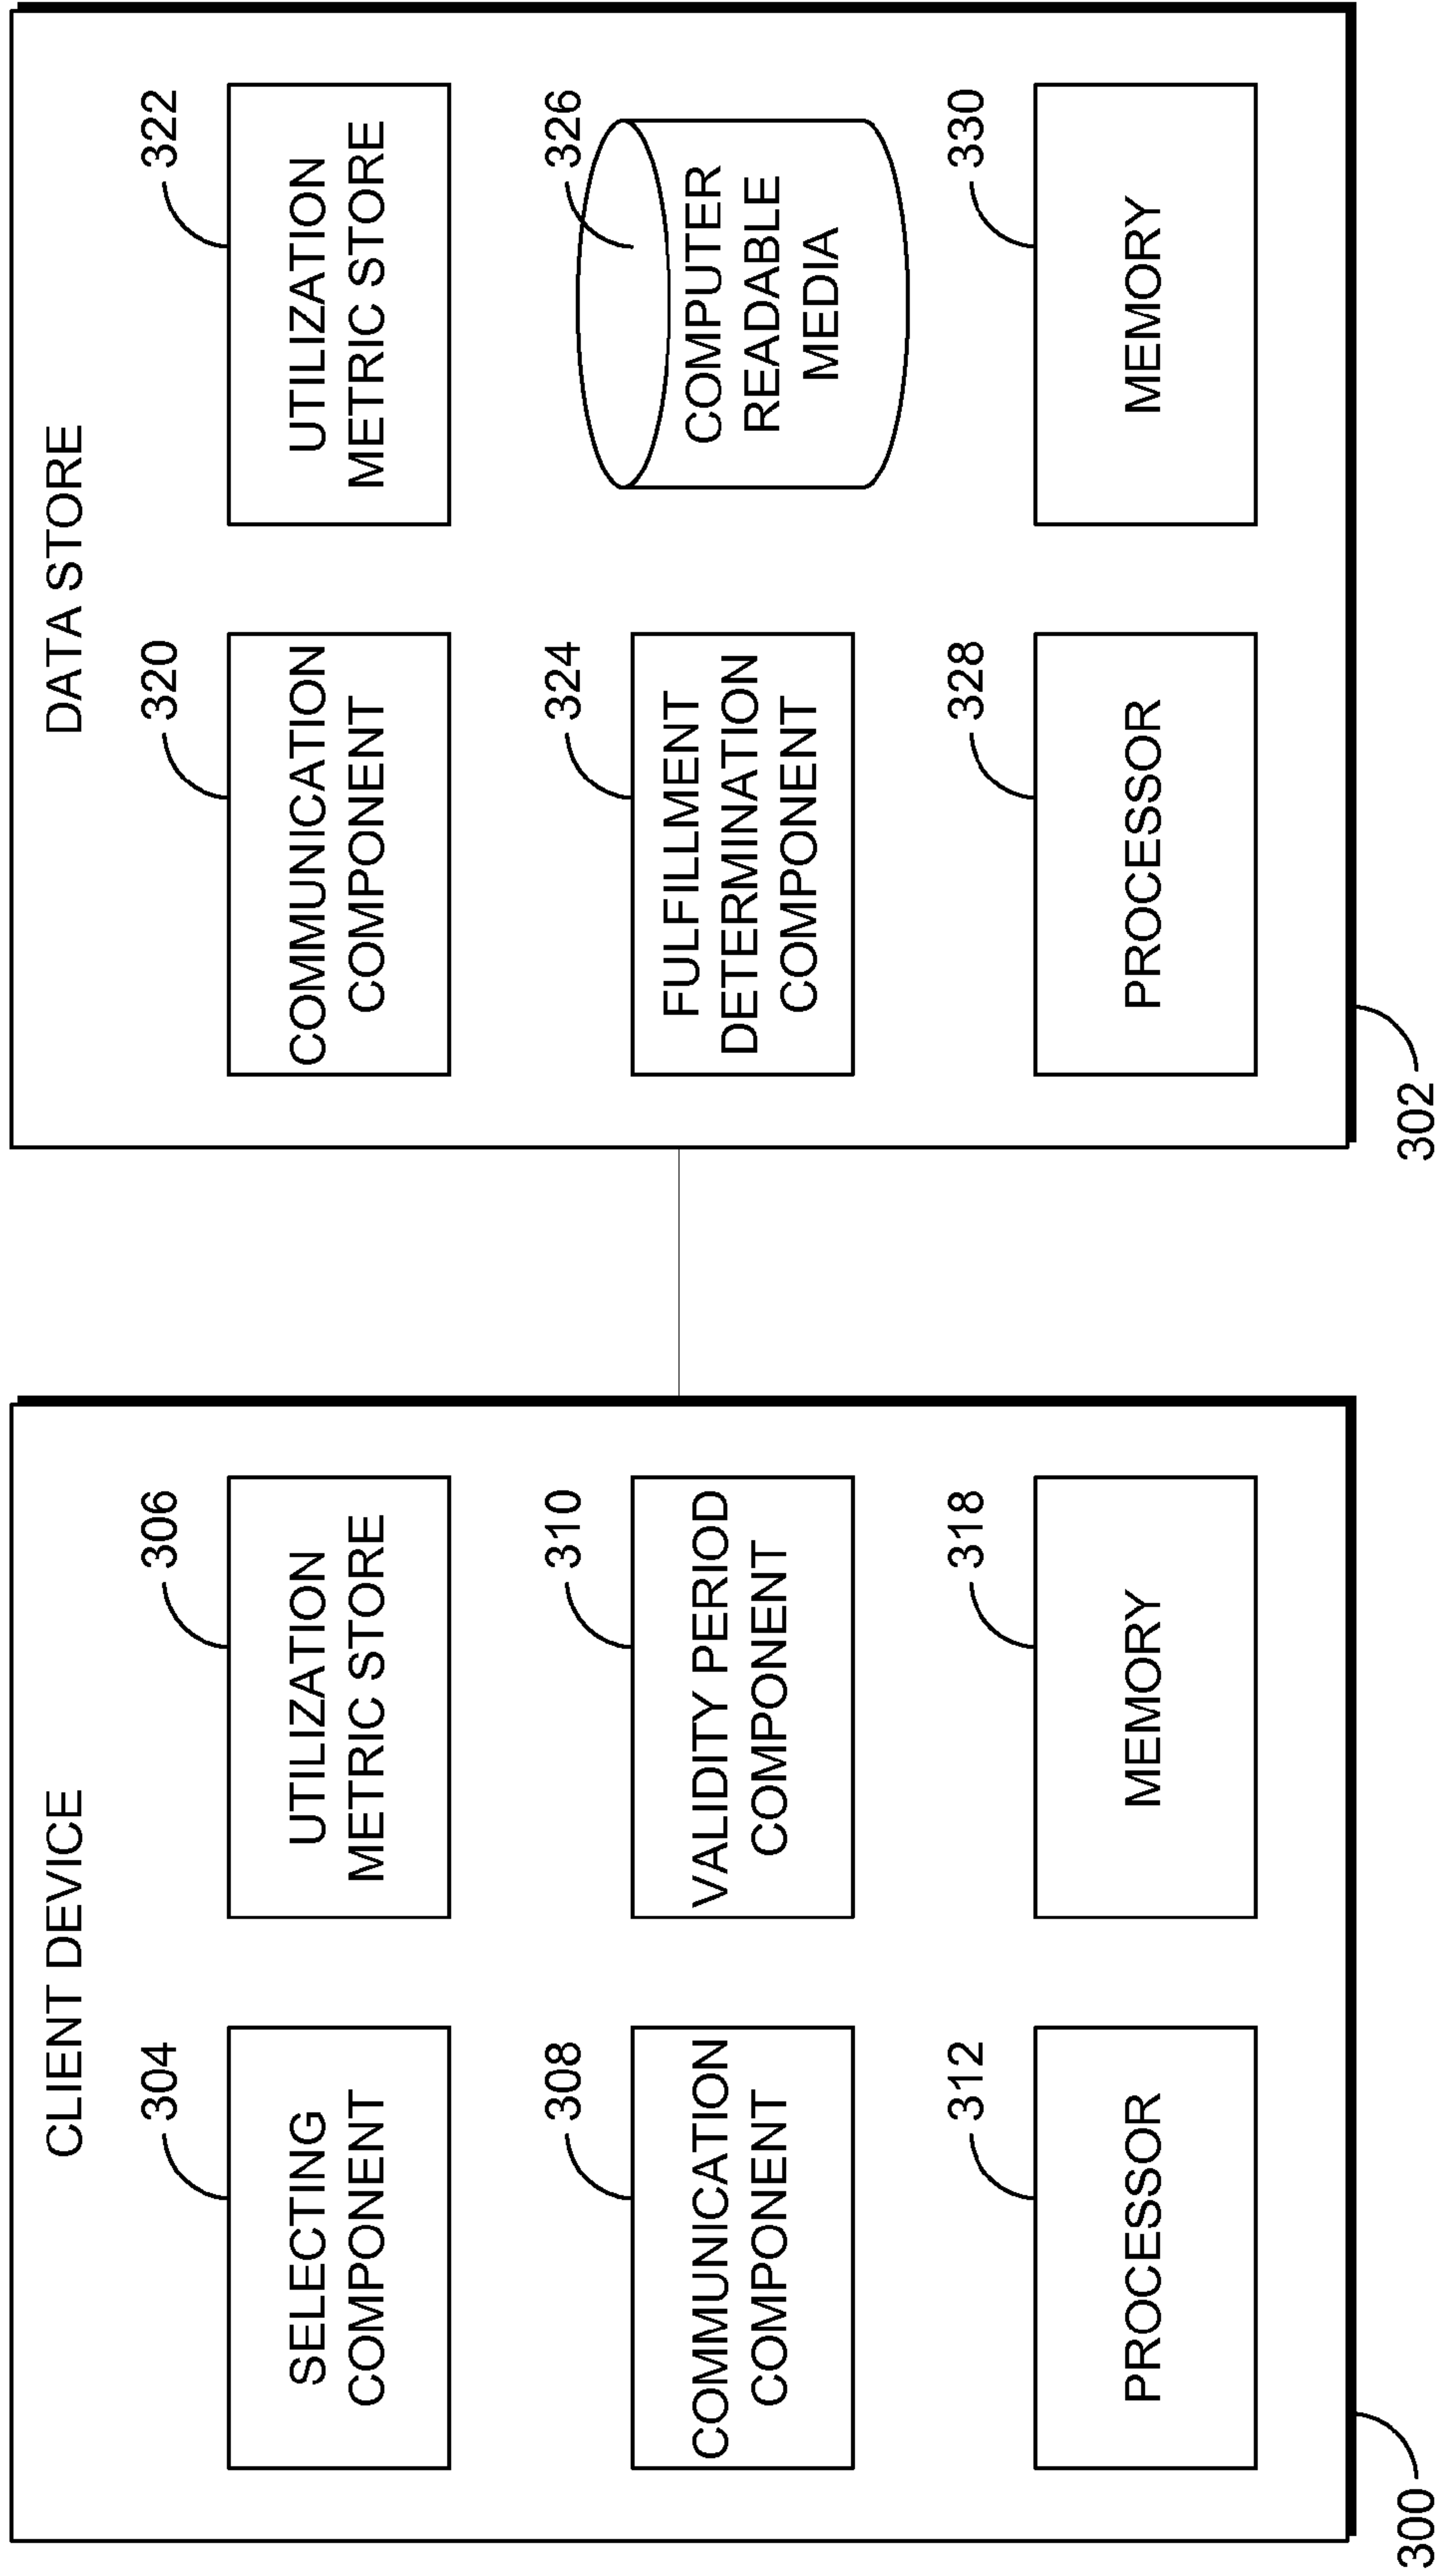 CLIENT DEVICE
304
SELECTING
COMPONENT
306
UTILIZATION
METRIC STORE
308
COMMUNICATION
COMPONENT
310
VALIDITY PERIOD
COMPONENT
312
PROCESSOR
318
MEMORY
300
DATA STORE
320
COMMUNICATION
COMPONENT
322
UTILIZATION
METRIC STORE
324
FULFILLMENT
DETERMINATION
COMPONENT
326
COMPUTER
READABLE
MEDIA
328
PROCESSOR
330
MEMORY
302